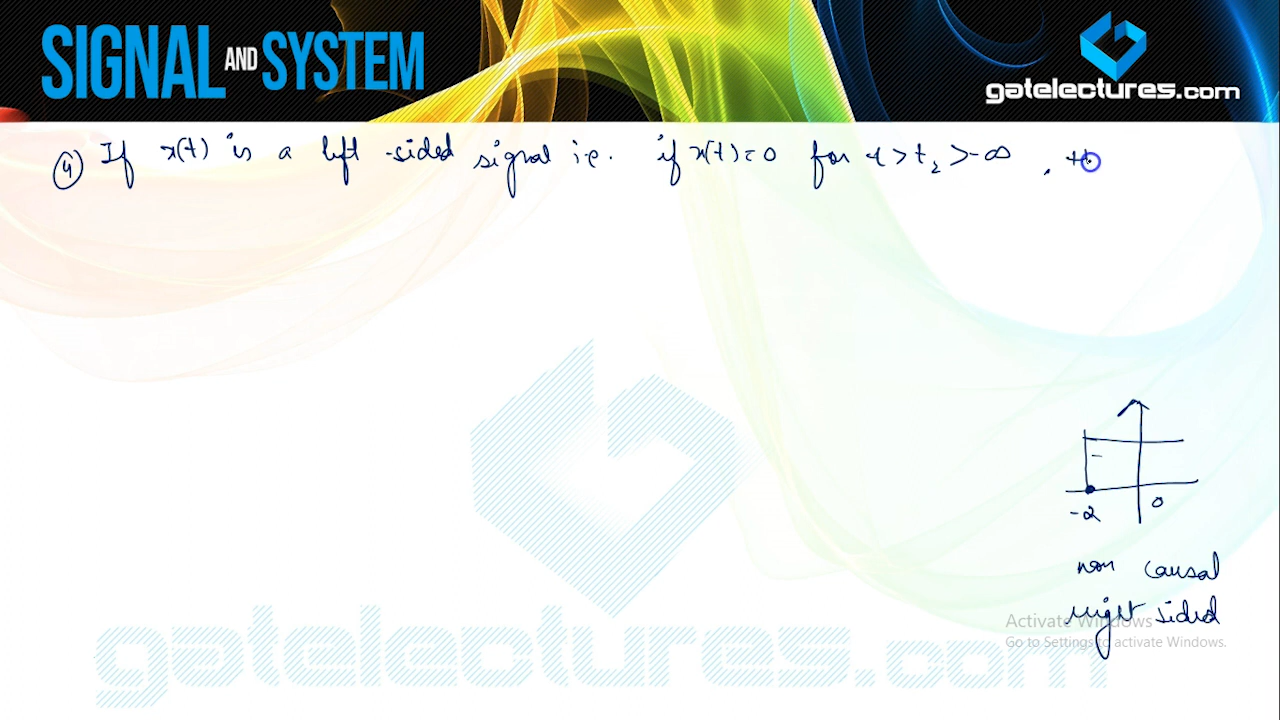 SIGNAL AND SYSTEM
gatelectures.com
(4) If x(t) is a left-sided signal i.e. if x(t)=0 for t > t₂ > -∞ , th
-2 0
non causal
right sided
Activate Windows
Go to Settings to activate Windows.
gatelectures.com